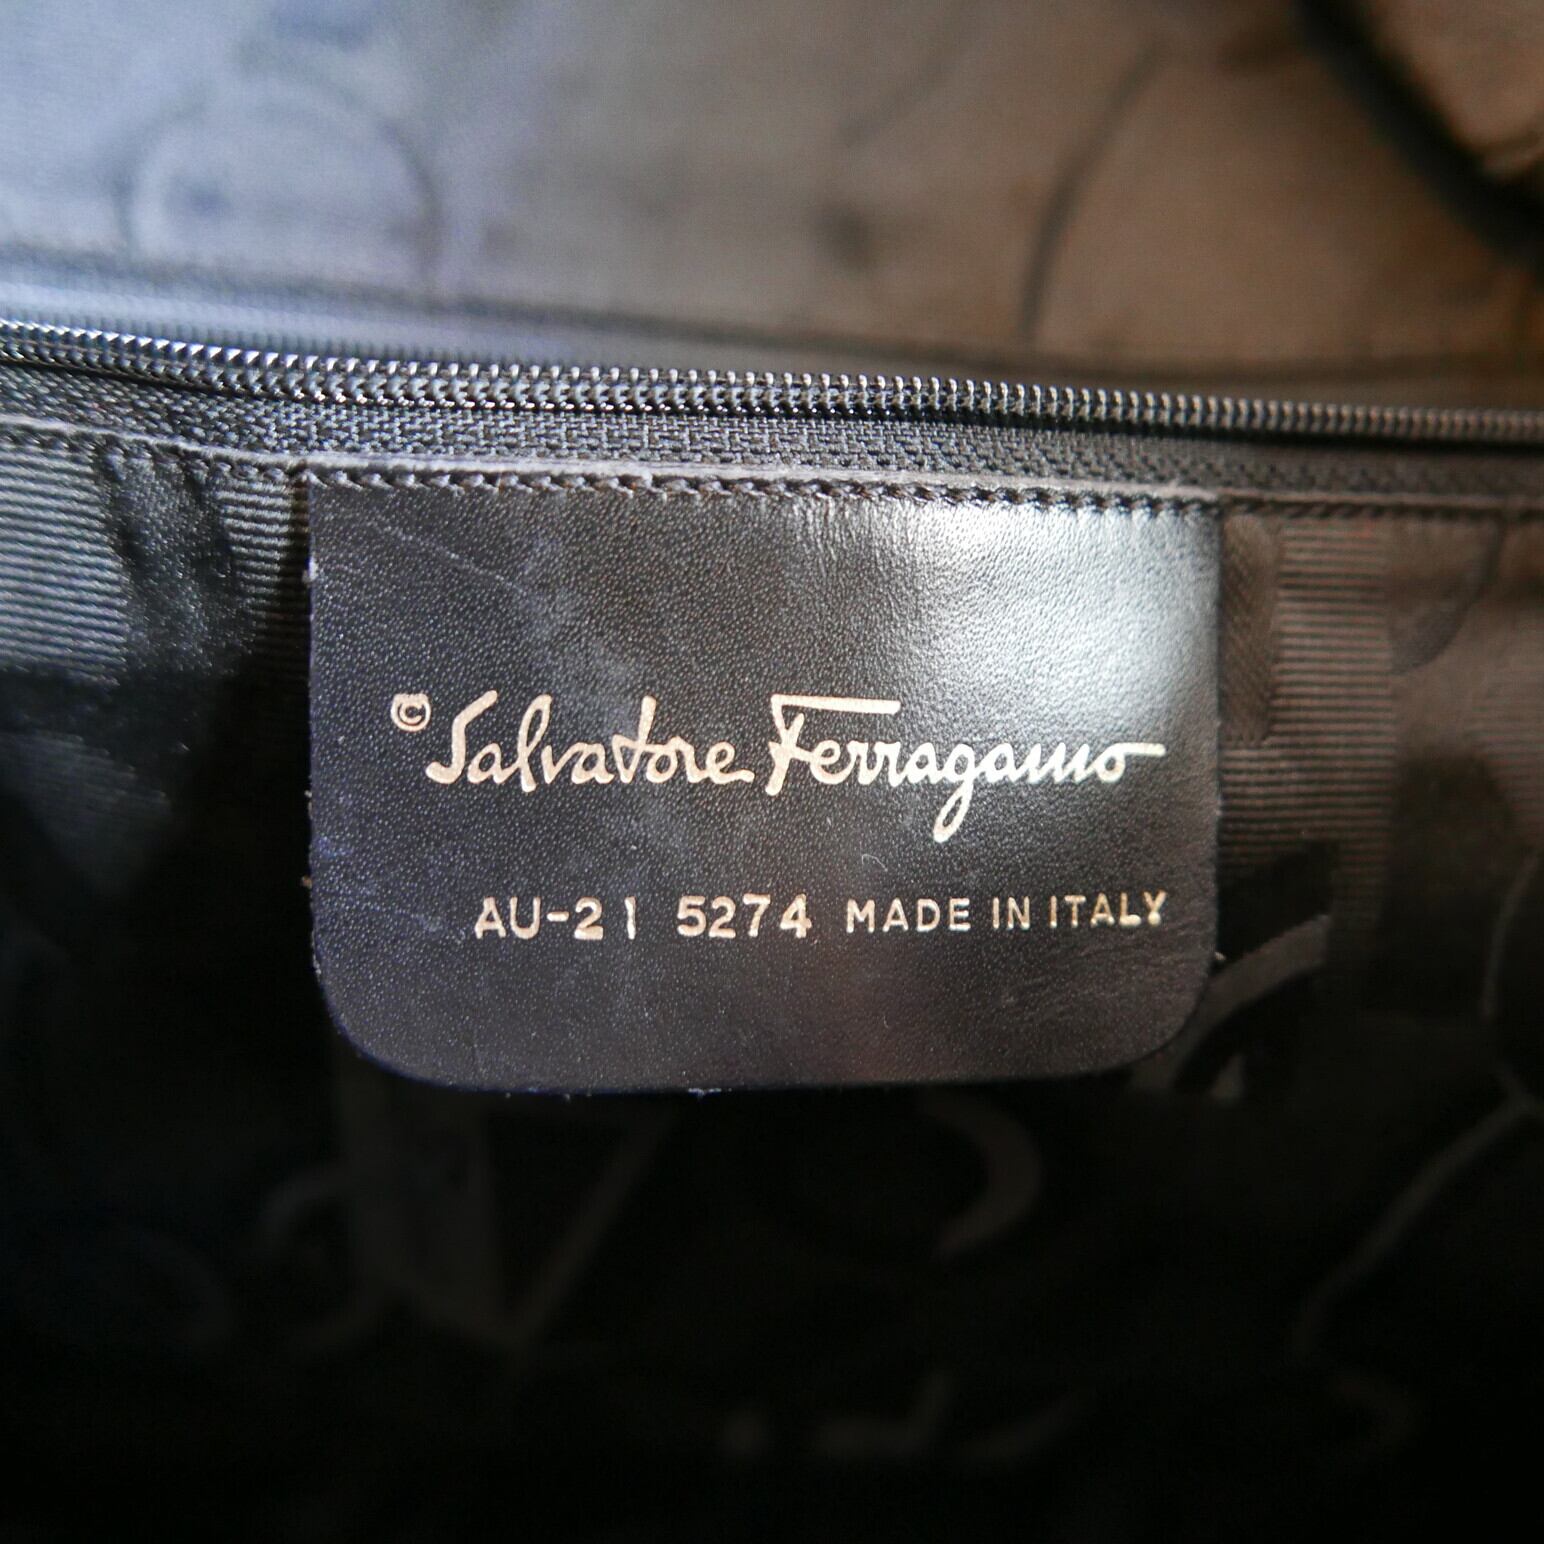 © Salvatore Ferragamo
AU-21 5274 MADE IN ITALY